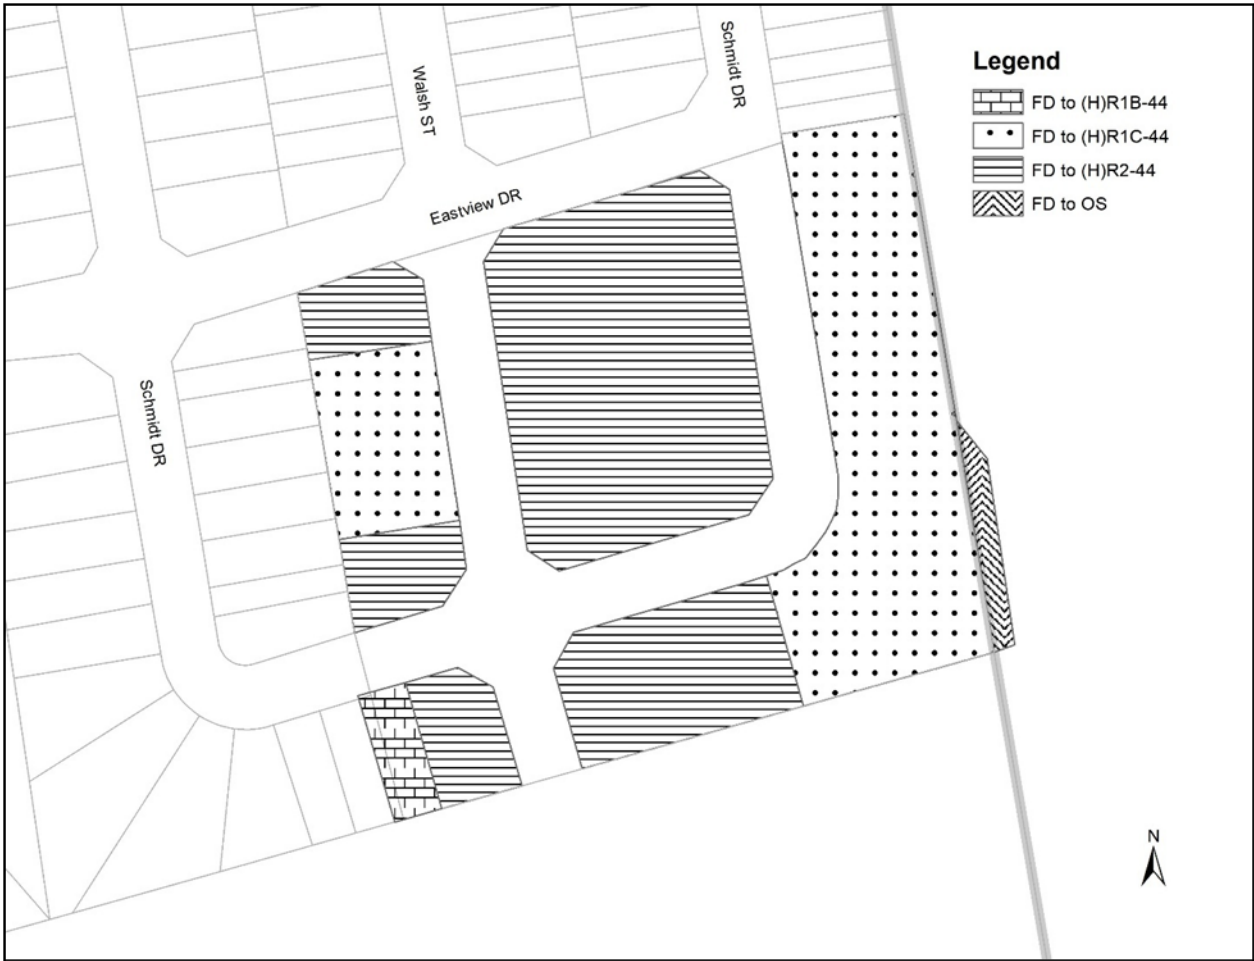 Schmidt DR
Walsh ST
Legend
FD to (H)R1B-44
FD to (H)R1C-44
FD to (H)R2-44
FD to OS
Eastview DR
Schmidt DR
N